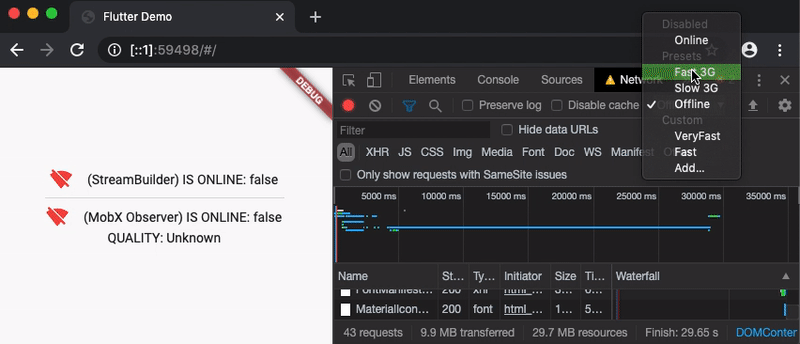 Flutter Demo
[::1]:59498/#/
DEBUG
(StreamBuilder) IS ONLINE: false
(MobX Observer) IS ONLINE: false
QUALITY: Unknown
Elements Console Sources Network
Preserve log Disable cache
Filter Hide data URLs
All XHR JS CSS Img Media Font Doc WS Manifest
Only show requests with SameSite issues
5000 ms 10000 ms 15000 ms 20000 ms 25000 ms 30000 ms 35000 ms
Name St... Ty... Initiator Size Ti... Waterfall
FontManifest... 200 xhr html_...
MaterialIcon... 200 font html_... 5...
43 requests 9.9 MB transferred 29.7 MB resources Finish: 29.65 s DOMConter
Disabled
Online
Presets
Fast 3G
Slow 3G
✓ Offline
Custom
VeryFast
Fast
Add...